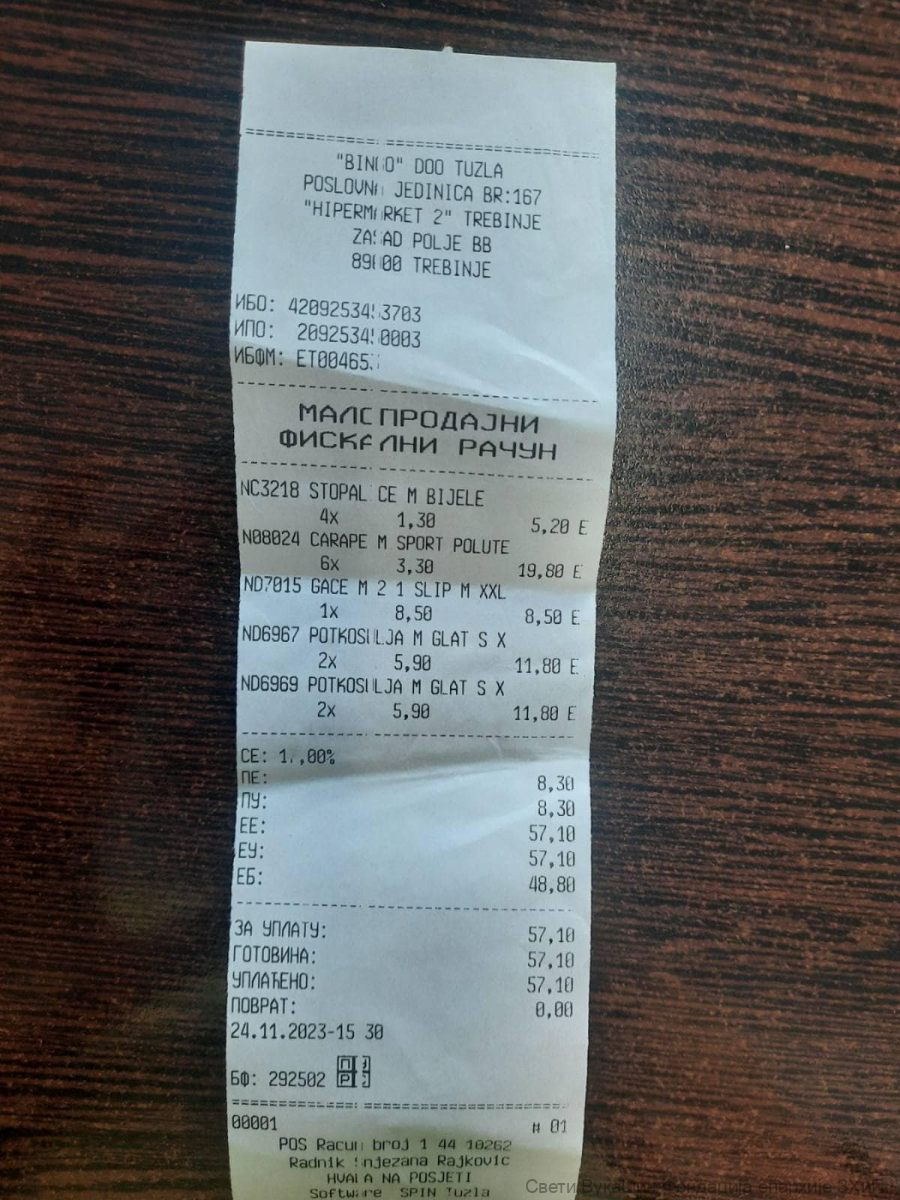 "BINGO" DOO TUZLA
POSLOVNA JEDINICA BR:167
"HIPERMARKET 2" TREBINJE
ZASAD POLJE BB
89000 TREBINJE
ИБО:
ИПО:
ИБФМ:
МАЛОПРОДАЈНИ
ФИСКАЛНИ РАЧУН
NC3218 STOPALICE M BIJELE
4x 1,30 5,20 E
N08024 CARAPE M SPORT POLUTE
6x 3,30 19,80 E
ND7015 GACE M 2 1 SLIP M XXL
1x 8,50 8,50 E
ND6967 POTKOSULJA M GLAT S X
2x 5,90 11,80 E
ND6969 POTKOSULJA M GLAT S X
2x 5,90 11,80 E
СЕ: 17,00%
ПЕ: 8,30
ПУ: 8,30
ЕЕ: 57,10
ЕУ: 57,10
ЕБ: 48,80
ЗА УПЛАТУ: 57,10
ГОТОВИНА: 57,10
УПЛАЋЕНО: 57,10
ПОВРАТ: 0,00
24.11.2023-15 30
БФ: 292502
00001 # 01
POS Racun broj 1 44 10262
Radnik Snjezana Rajkovic
HVALA NA POSJETI
Software SPIN Tuzla
Свети Вукашин